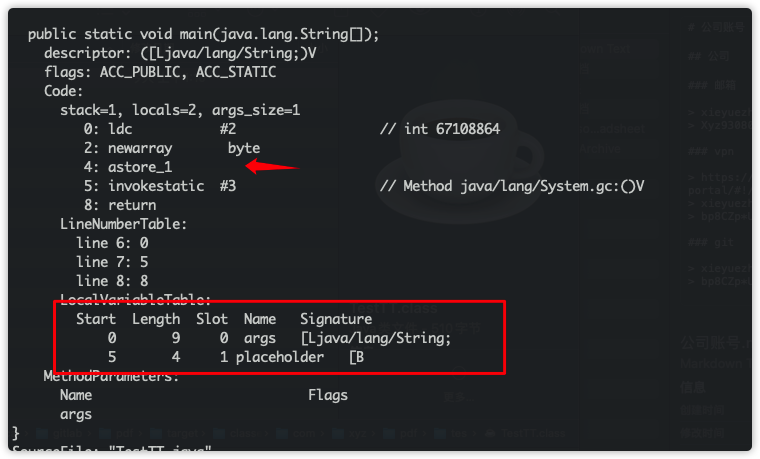 public static void main(java.lang.String[]);
descriptor: ([Ljava/lang/String;)V
flags: ACC_PUBLIC, ACC_STATIC
Code:
stack=1, locals=2, args_size=1
0: ldc #2 // int 67108864
2: newarray byte
4: astore_1
5: invokestatic #3 // Method java/lang/System.gc:()V
8: return
LineNumberTable:
line 6: 0
line 7: 5
line 8: 8
LocalVariableTable:
Start Length Slot Name Signature
0 9 0 args [Ljava/lang/String;
5 4 1 placeholder [B
MethodParameters:
Name Flags
args
}
SourceFile: "TestTT.java"